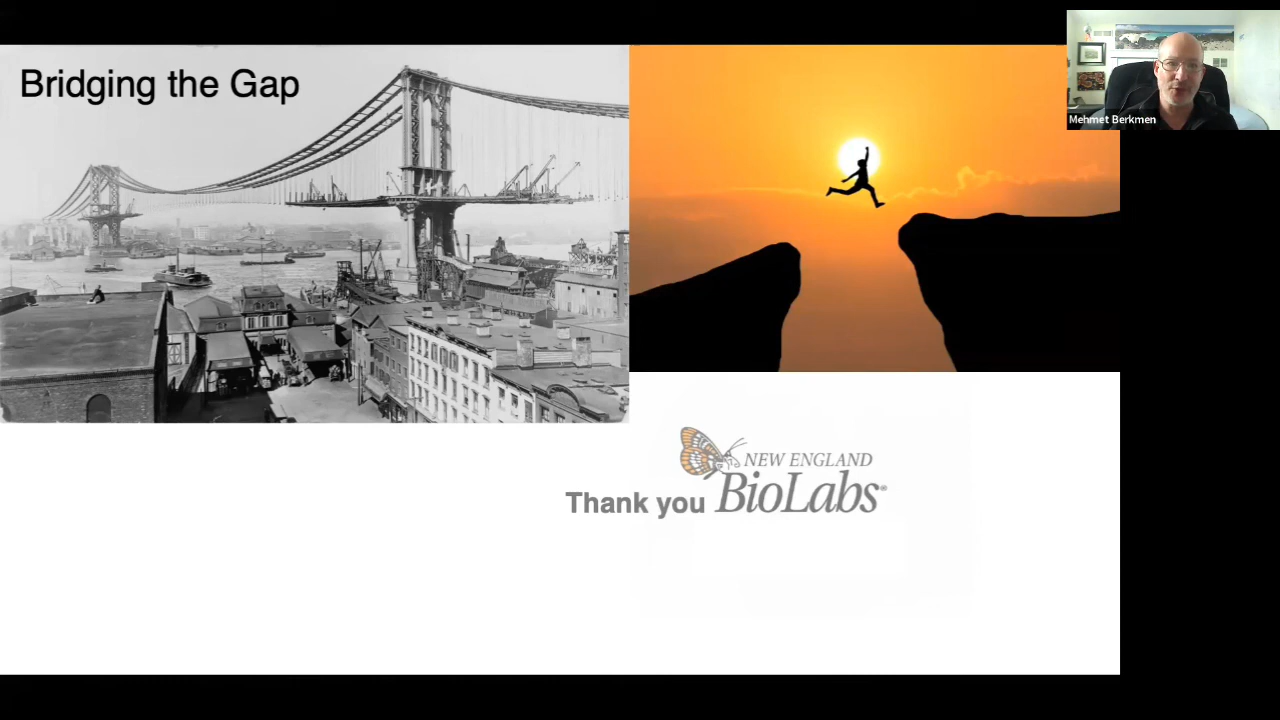 Bridging the Gap
Mehmet Berkmen
NEW ENGLAND
Thank you BioLabs®